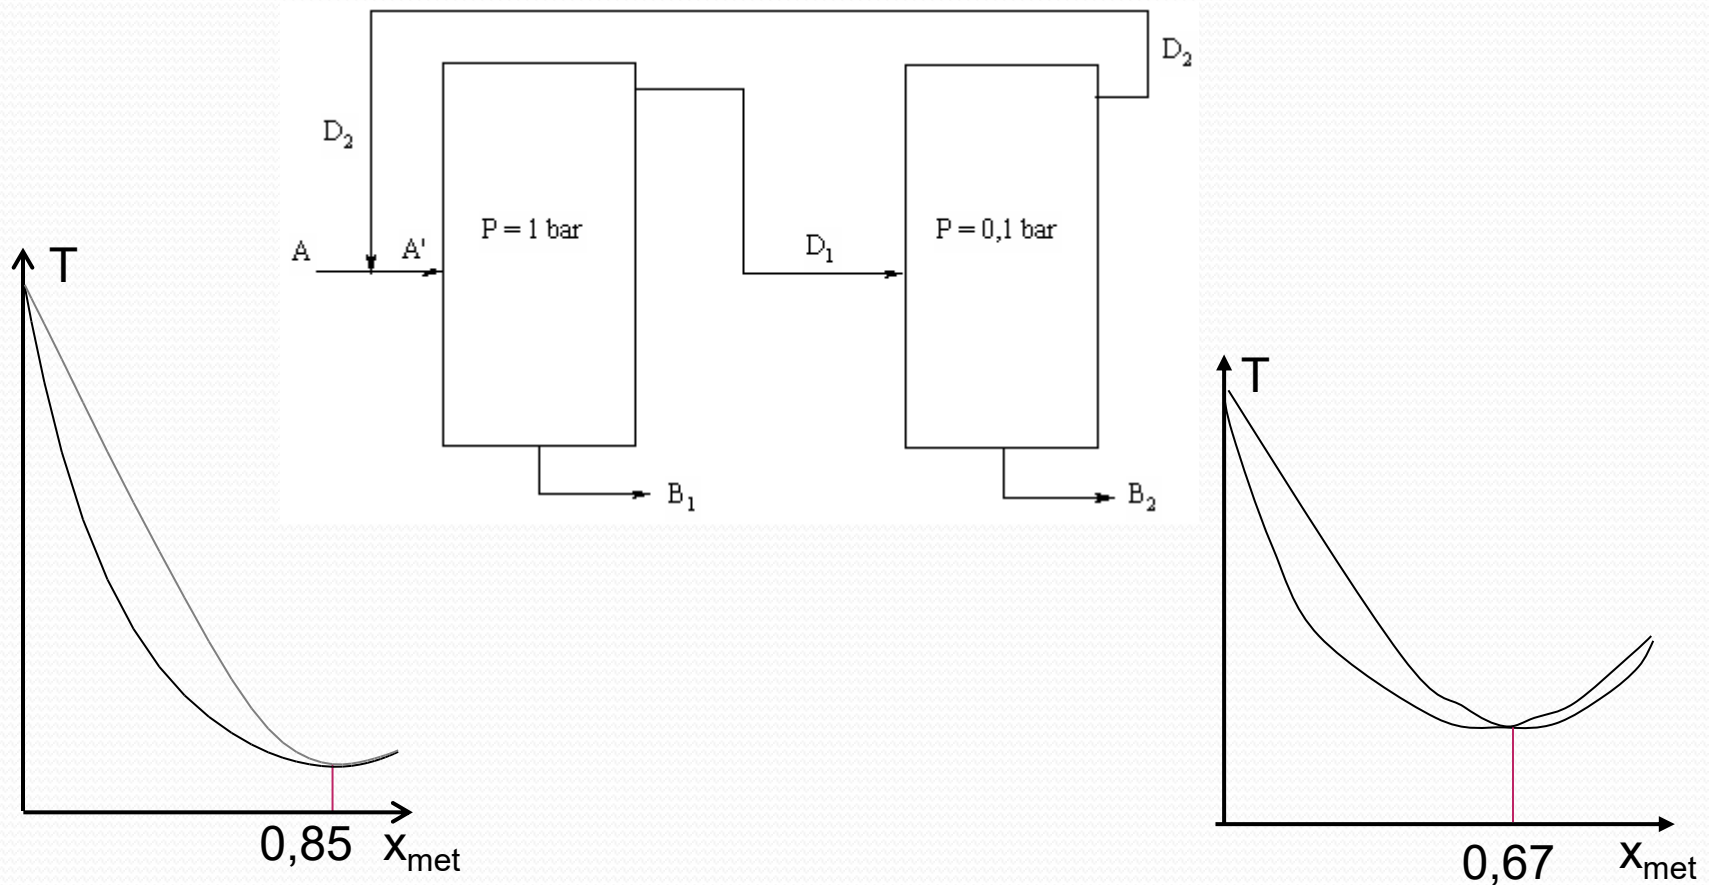 D₂
D₂
P = 1 bar
P = 0,1 bar
A
A'
D₁
T
T
B₁
B₂
0,85
xₘₑₜ
0,67
xₘₑₜ